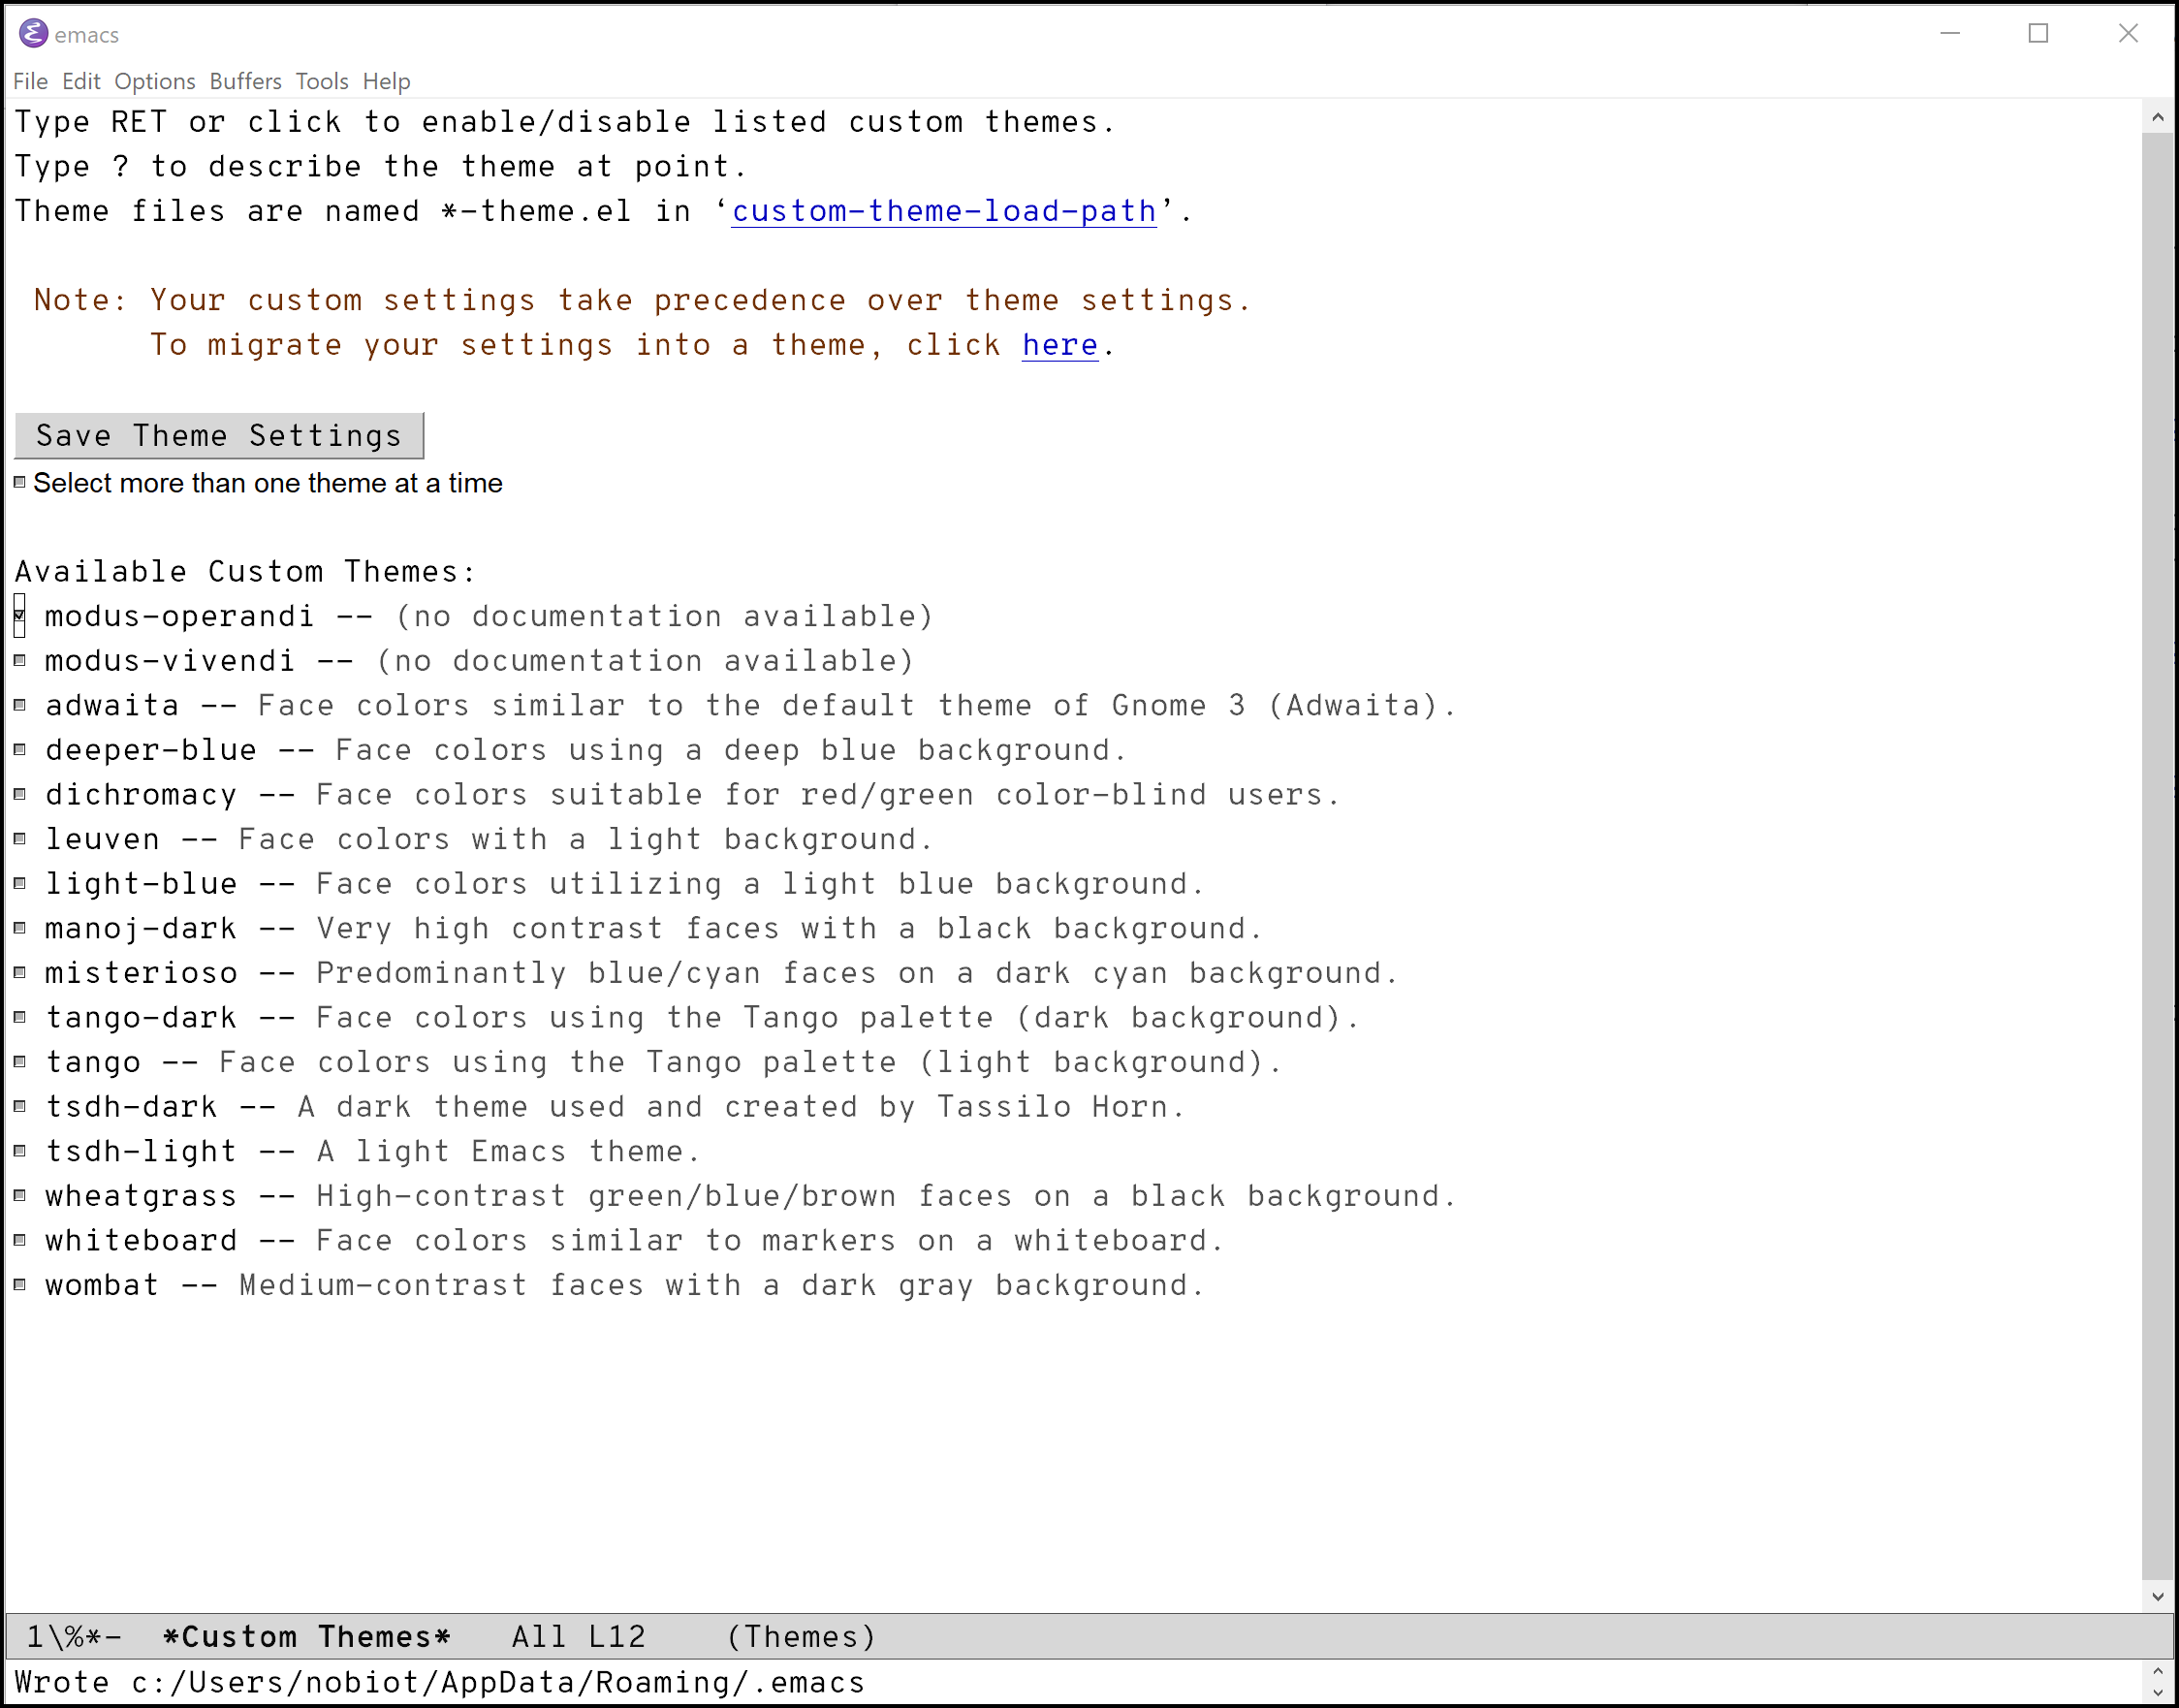 emacs
File Edit Options Buffers Tools Help
Type RET or click to enable/disable listed custom themes.
Type ? to describe the theme at point.
Theme files are named *-theme.el in ‘custom-theme-load-path’.
Note: Your custom settings take precedence over theme settings.
To migrate your settings into a theme, click here.
Save Theme Settings
Select more than one theme at a time
Available Custom Themes:
modus-operandi -- (no documentation available)
modus-vivendi -- (no documentation available)
adwaita -- Face colors similar to the default theme of Gnome 3 (Adwaita).
deeper-blue -- Face colors using a deep blue background.
dichromacy -- Face colors suitable for red/green color-blind users.
leuven -- Face colors with a light background.
light-blue -- Face colors utilizing a light blue background.
manoj-dark -- Very high contrast faces with a black background.
misterioso -- Predominantly blue/cyan faces on a dark cyan background.
tango-dark -- Face colors using the Tango palette (dark background).
tango -- Face colors using the Tango palette (light background).
tsdh-dark -- A dark theme used and created by Tassilo Horn.
tsdh-light -- A light Emacs theme.
wheatgrass -- High-contrast green/blue/brown faces on a black background.
whiteboard -- Face colors similar to markers on a whiteboard.
wombat -- Medium-contrast faces with a dark gray background.
1\%*- *Custom Themes* All L12 (Themes)
Wrote c:/Users/nobiot/AppData/Roaming/.emacs